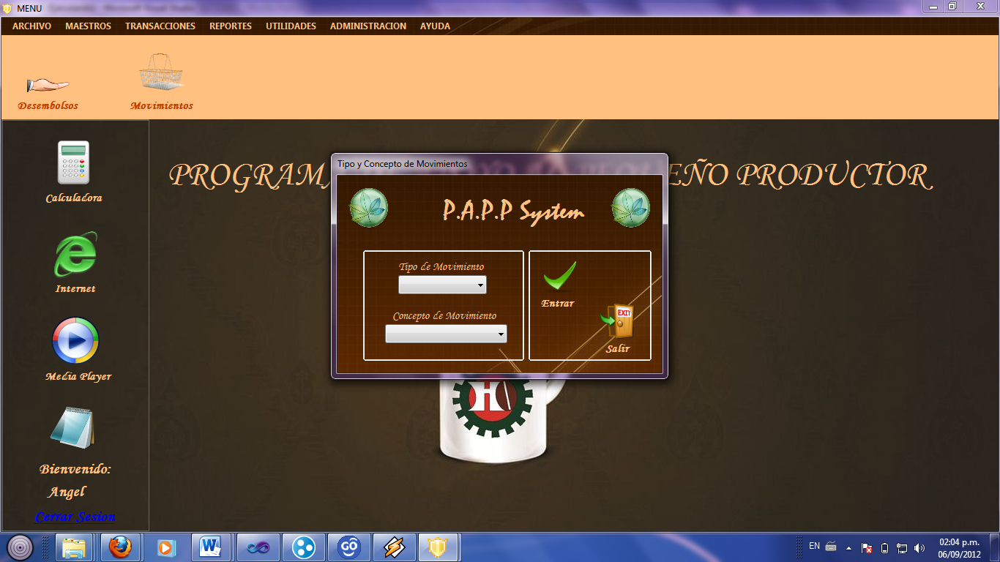 MENU
ARCHIVO MAESTROS TRANSACCIONES REPORTES UTILIDADES ADMINISTRACION AYUDA
Desembolsos Movimientos
Calculadora
Internet
Media Player
Bienvenido:
Angel
Cerrar Sesion
PROGRAM EÑO PRODUCTOR
Tipo y Concepto de Movimientos
P.A.P.P System
Tipo de Movimiento
Concepto de Movimiento
Entrar
EXIT
Salir
H
W
GO
EN
02:04 p.m.
06/09/2012